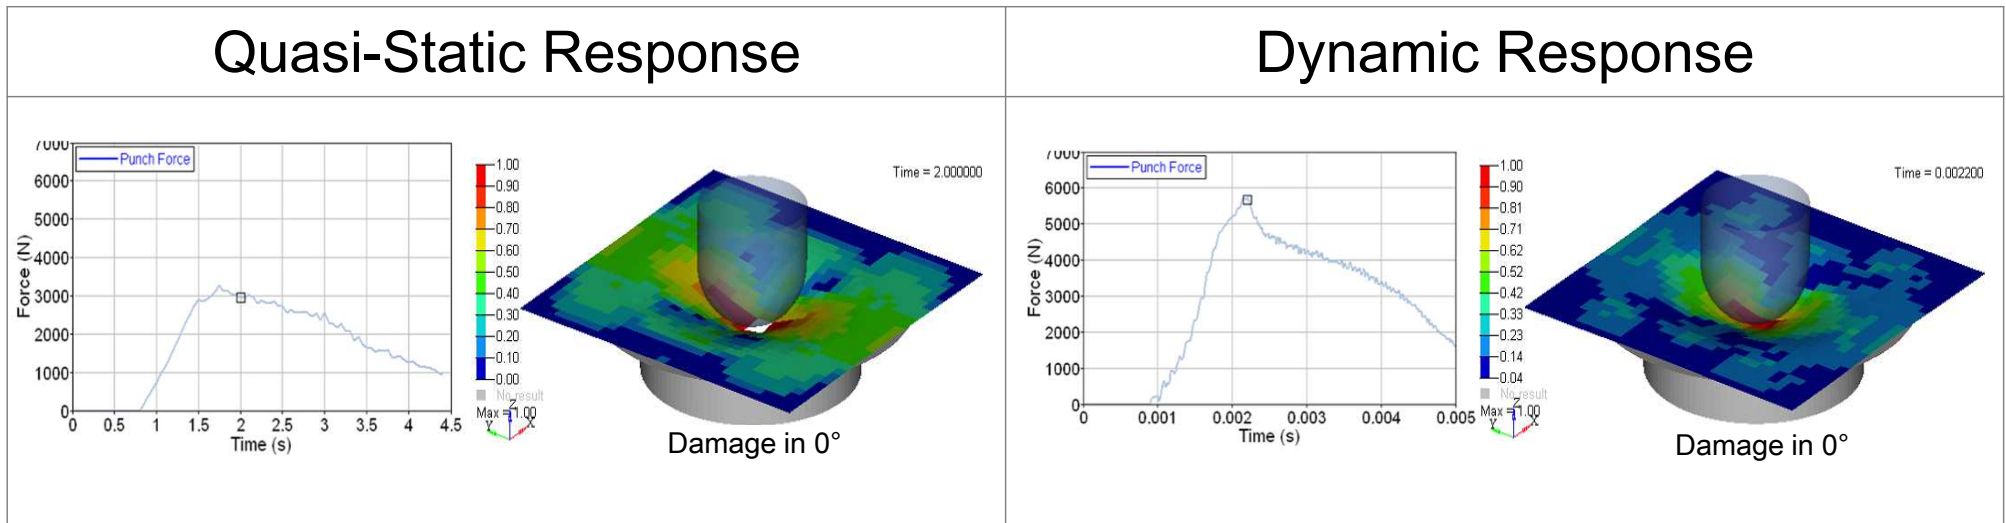 Quasi-Static Response
Dynamic Response
7000
Punch Force
6000
5000
4000
3000
2000
1000
0
Force (N)
0 0.5 1 1.5 2 2.5 3 3.5 4 4.5
Time (s)
1.00
0.90
0.80
0.70
0.60
0.50
0.40
0.30
0.20
0.10
0.00
No result
Max = 1.00
Z
Y X
Time = 2.000000
Damage in 0°
7000
Punch Force
6000
5000
4000
3000
2000
1000
0
Force (N)
0 0.001 0.002 0.003 0.004 0.005
Time (s)
1.00
0.90
0.81
0.71
0.62
0.52
0.42
0.33
0.23
0.14
0.04
No result
Max = 1.00
Z
Y X
Time = 0.002200
Damage in 0°